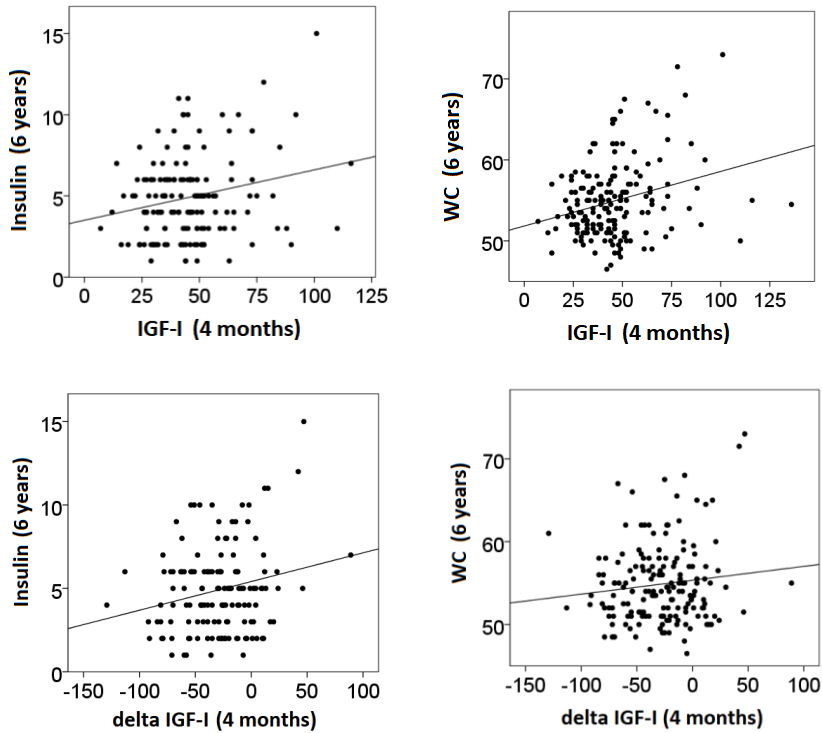 Insulin (6 years)
15
10
5
0
0 25 50 75 100 125
IGF-I (4 months)
WC (6 years)
70
60
50
0 25 50 75 100 125
IGF-I (4 months)
Insulin (6 years)
15
10
5
0
-150 -100 -50 0 50 100
delta IGF-I (4 months)
WC (6 years)
70
60
50
-150 -100 -50 0 50 100
delta IGF-I (4 months)